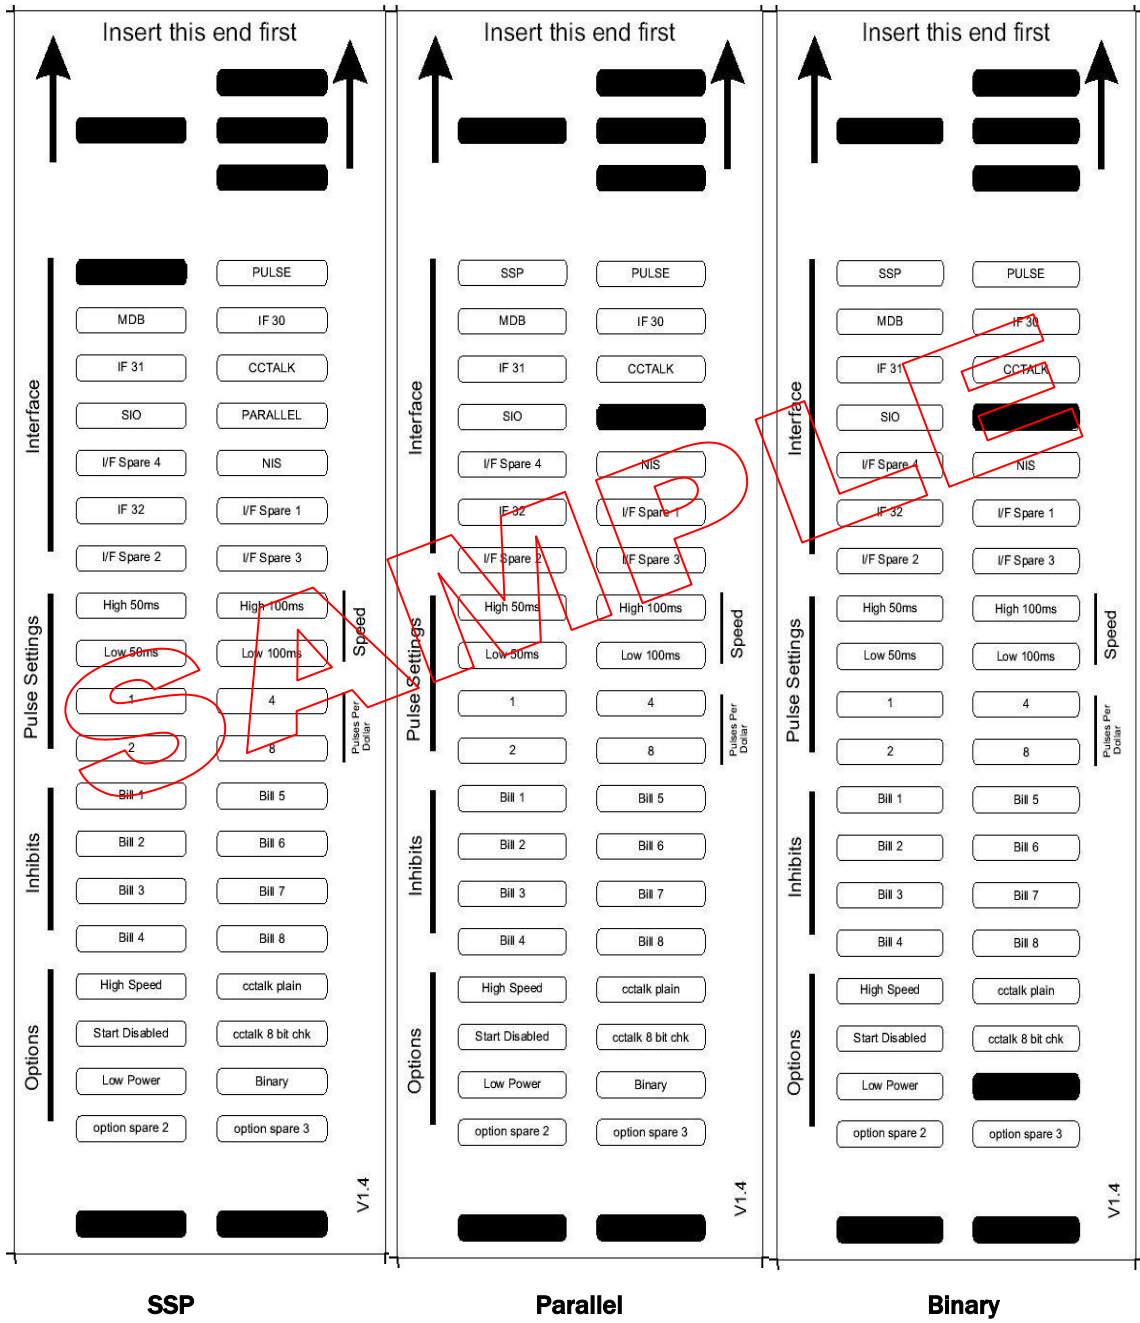 Insert this end first
PULSE
MDB
IF 30
IF 31
CCTALK
SIO
PARALLEL
I/F Spare 4
NIS
IF 32
I/F Spare 1
I/F Spare 2
I/F Spare 3
Interface
High 50ms
High 100ms
Low 50ms
Low 100ms
Speed
1
4
2
8
Pulses Per
Dollar
Pulse Settings
Bill 1
Bill 5
Bill 2
Bill 6
Bill 3
Bill 7
Bill 4
Bill 8
Inhibits
High Speed
cctalk plain
Start Disabled
cctalk 8 bit chk
Low Power
Binary
option spare 2
option spare 3
Options
V1.4
SSP
Insert this end first
SSP
PULSE
MDB
IF 30
IF 31
CCTALK
SIO
I/F Spare 4
NIS
IF 32
I/F Spare 1
I/F Spare 2
I/F Spare 3
Interface
High 50ms
High 100ms
Low 50ms
Low 100ms
Speed
1
4
2
8
Pulses Per
Dollar
Pulse Settings
Bill 1
Bill 5
Bill 2
Bill 6
Bill 3
Bill 7
Bill 4
Bill 8
Inhibits
High Speed
cctalk plain
Start Disabled
cctalk 8 bit chk
Low Power
Binary
option spare 2
option spare 3
Options
V1.4
Parallel
Insert this end first
SSP
PULSE
MDB
IF 30
IF 31
CCTALK
SIO
I/F Spare 4
NIS
IF 32
I/F Spare 1
I/F Spare 2
I/F Spare 3
Interface
High 50ms
High 100ms
Low 50ms
Low 100ms
Speed
1
4
2
8
Pulses Per
Dollar
Pulse Settings
Bill 1
Bill 5
Bill 2
Bill 6
Bill 3
Bill 7
Bill 4
Bill 8
Inhibits
High Speed
cctalk plain
Start Disabled
cctalk 8 bit chk
Low Power
option spare 2
option spare 3
Options
V1.4
Binary
SAMPLE